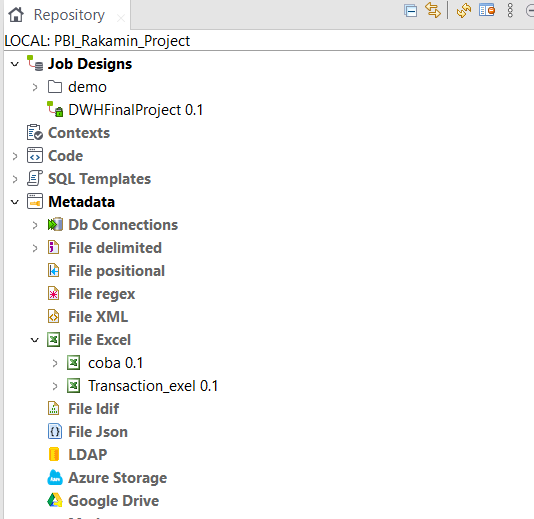 Repository
LOCAL: PBI_Rakamin_Project
Job Designs
demo
DWHFinalProject 0.1
Contexts
Code
SQL Templates
Metadata
Db Connections
File delimited
File positional
File regex
File XML
File Excel
coba 0.1
Transaction_exel 0.1
File ldif
File Json
LDAP
Azure Storage
Google Drive